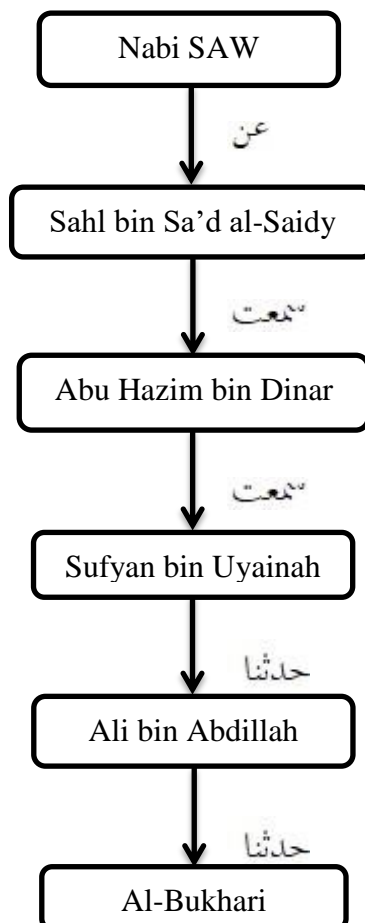 Nabi SAW
عن
Sahl bin Sa’d al-Saidy
سمعت
Abu Hazim bin Dinar
سمعت
Sufyan bin Uyainah
حدثنا
Ali bin Abdillah
حدثنا
Al-Bukhari